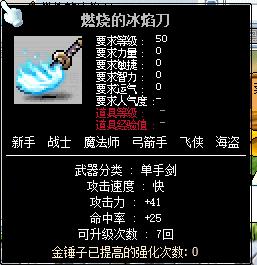 燃烧的冰焰刀
要求等级： 50
要求力量： 0
要求敏捷： 0
要求智力： 0
要求运气： 0
要求人气度： -
道具等级： -
道具经验值： -
新手 战士 魔法师 弓箭手 飞侠 海盗
武器分类 : 单手剑
攻击速度 : 快
攻击力 : +41
命中率 : +25
可升级次数 : 7回
金锤子已提高的强化次数: 0